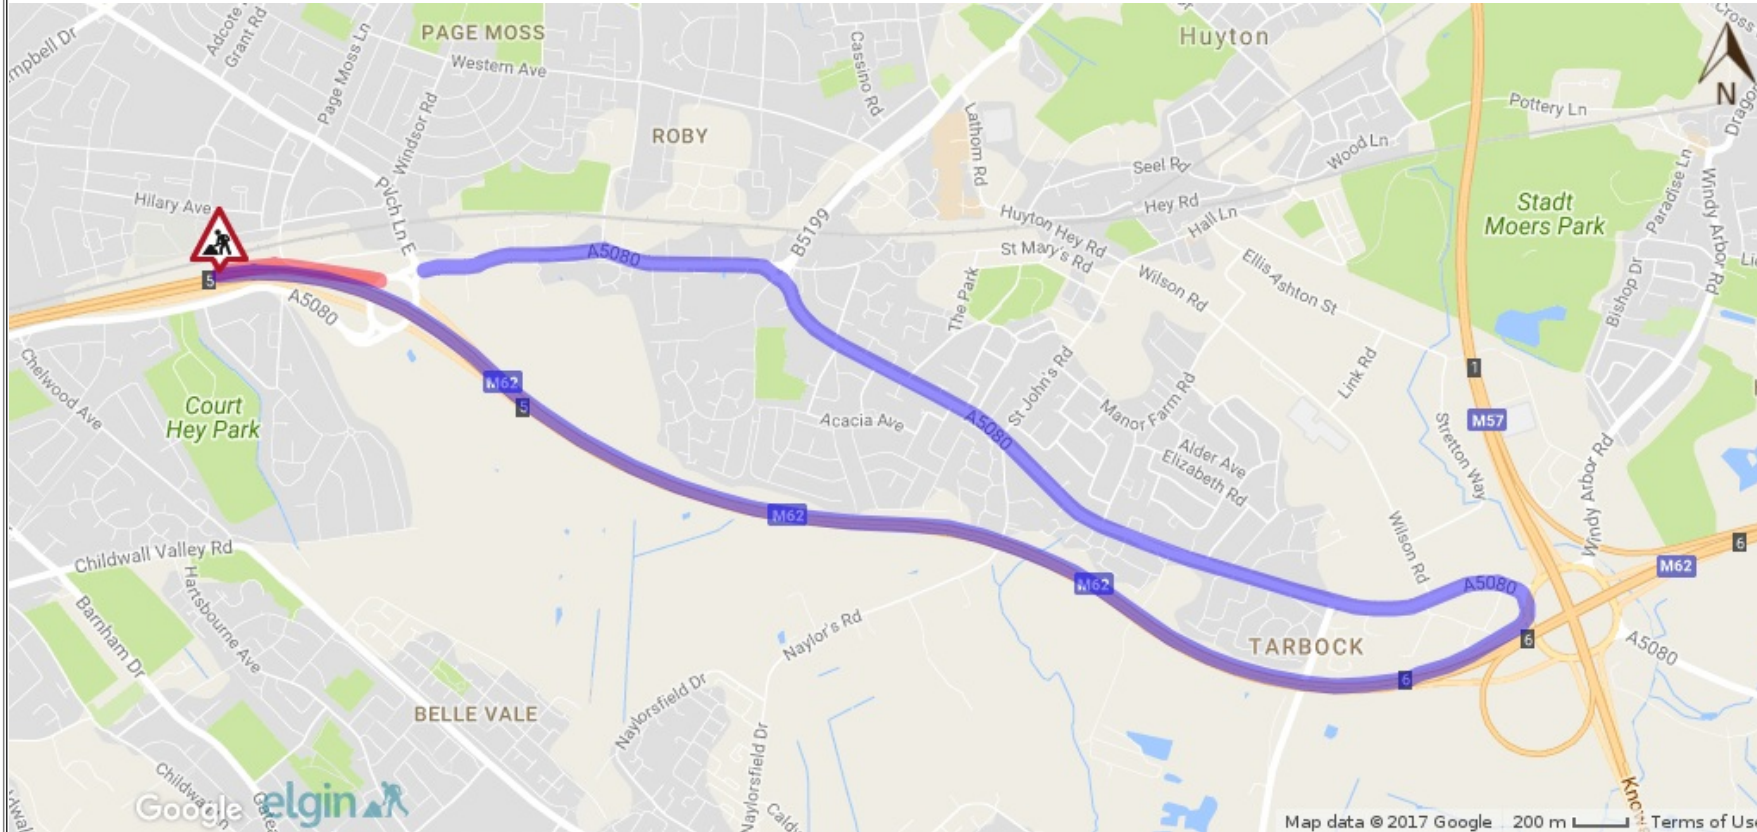 Adcote
Grant Rd
PAGE MOSS
Page Moss Ln
Western Ave
Windsor Rd
Cassino Rd
Huyton
N
Cross
Pottery Ln
Drago
ROBY
Lathom Rd
Seel Rd
Wood Ln
Paradise Ln
Windy Arbor Rd
Stadt
Moers Park
Hilary Ave
B5199
Huyton Hey Rd
Hey Rd
Hall Ln
St Mary's Rd
A5080
Wilson Rd
Ellis Ashton St
Bishop Dr
5
A5080
The Park
Chelwood Ave
M62
5
Court
Hey Park
St John's Rd
Link Rd
1
M57
Acacia Ave
A5080
Manor Farm Rd
Alder Ave
Elizabeth Rd
Stretton Way
Windy Arbor Rd
M62
Wilson Rd
6
M62
Childwall Valley Rd
Hartsbourne Ave
Barnham Dr
M62
A5080
Naylor's Rd
TARBOCK
6
6
A5080
BELLE VALE
Naylorsfield Dr
Naylorsfield Dr
Google
elgin
Map data © 2017 Google
200 m
Terms of Us